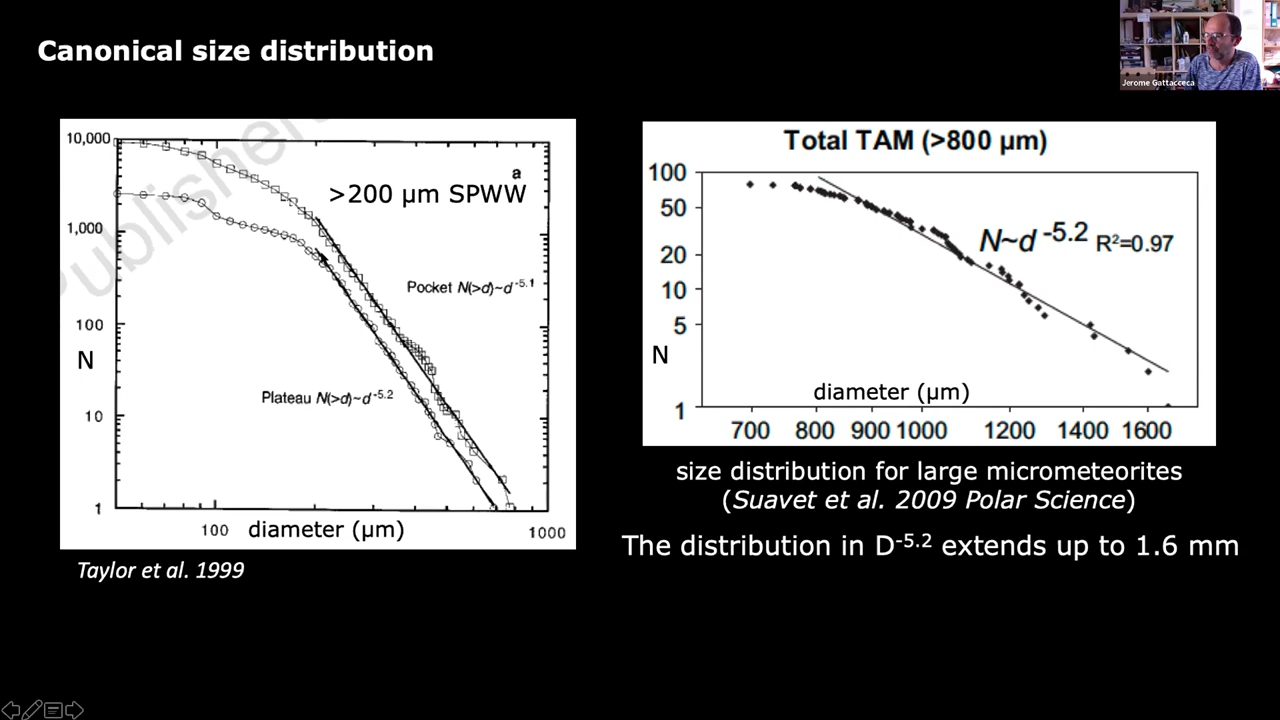 Canonical size distribution
Jerome Gattacceca
Publisher
10,000
1,000
100
N
10
1
a
>200 μm SPWW
Pocket N(>d)~d-5.1
Plateau N(>d)~d-5.2
100
diameter (μm)
1000
Taylor et al. 1999
Total TAM (>800 μm)
100
50
20
10
5
N
1
N~d -5.2 R²=0.97
diameter (μm)
700
800
900
1000
1200
1400
1600
size distribution for large micrometeorites
(Suavet et al. 2009 Polar Science)
The distribution in D-5.2 extends up to 1.6 mm